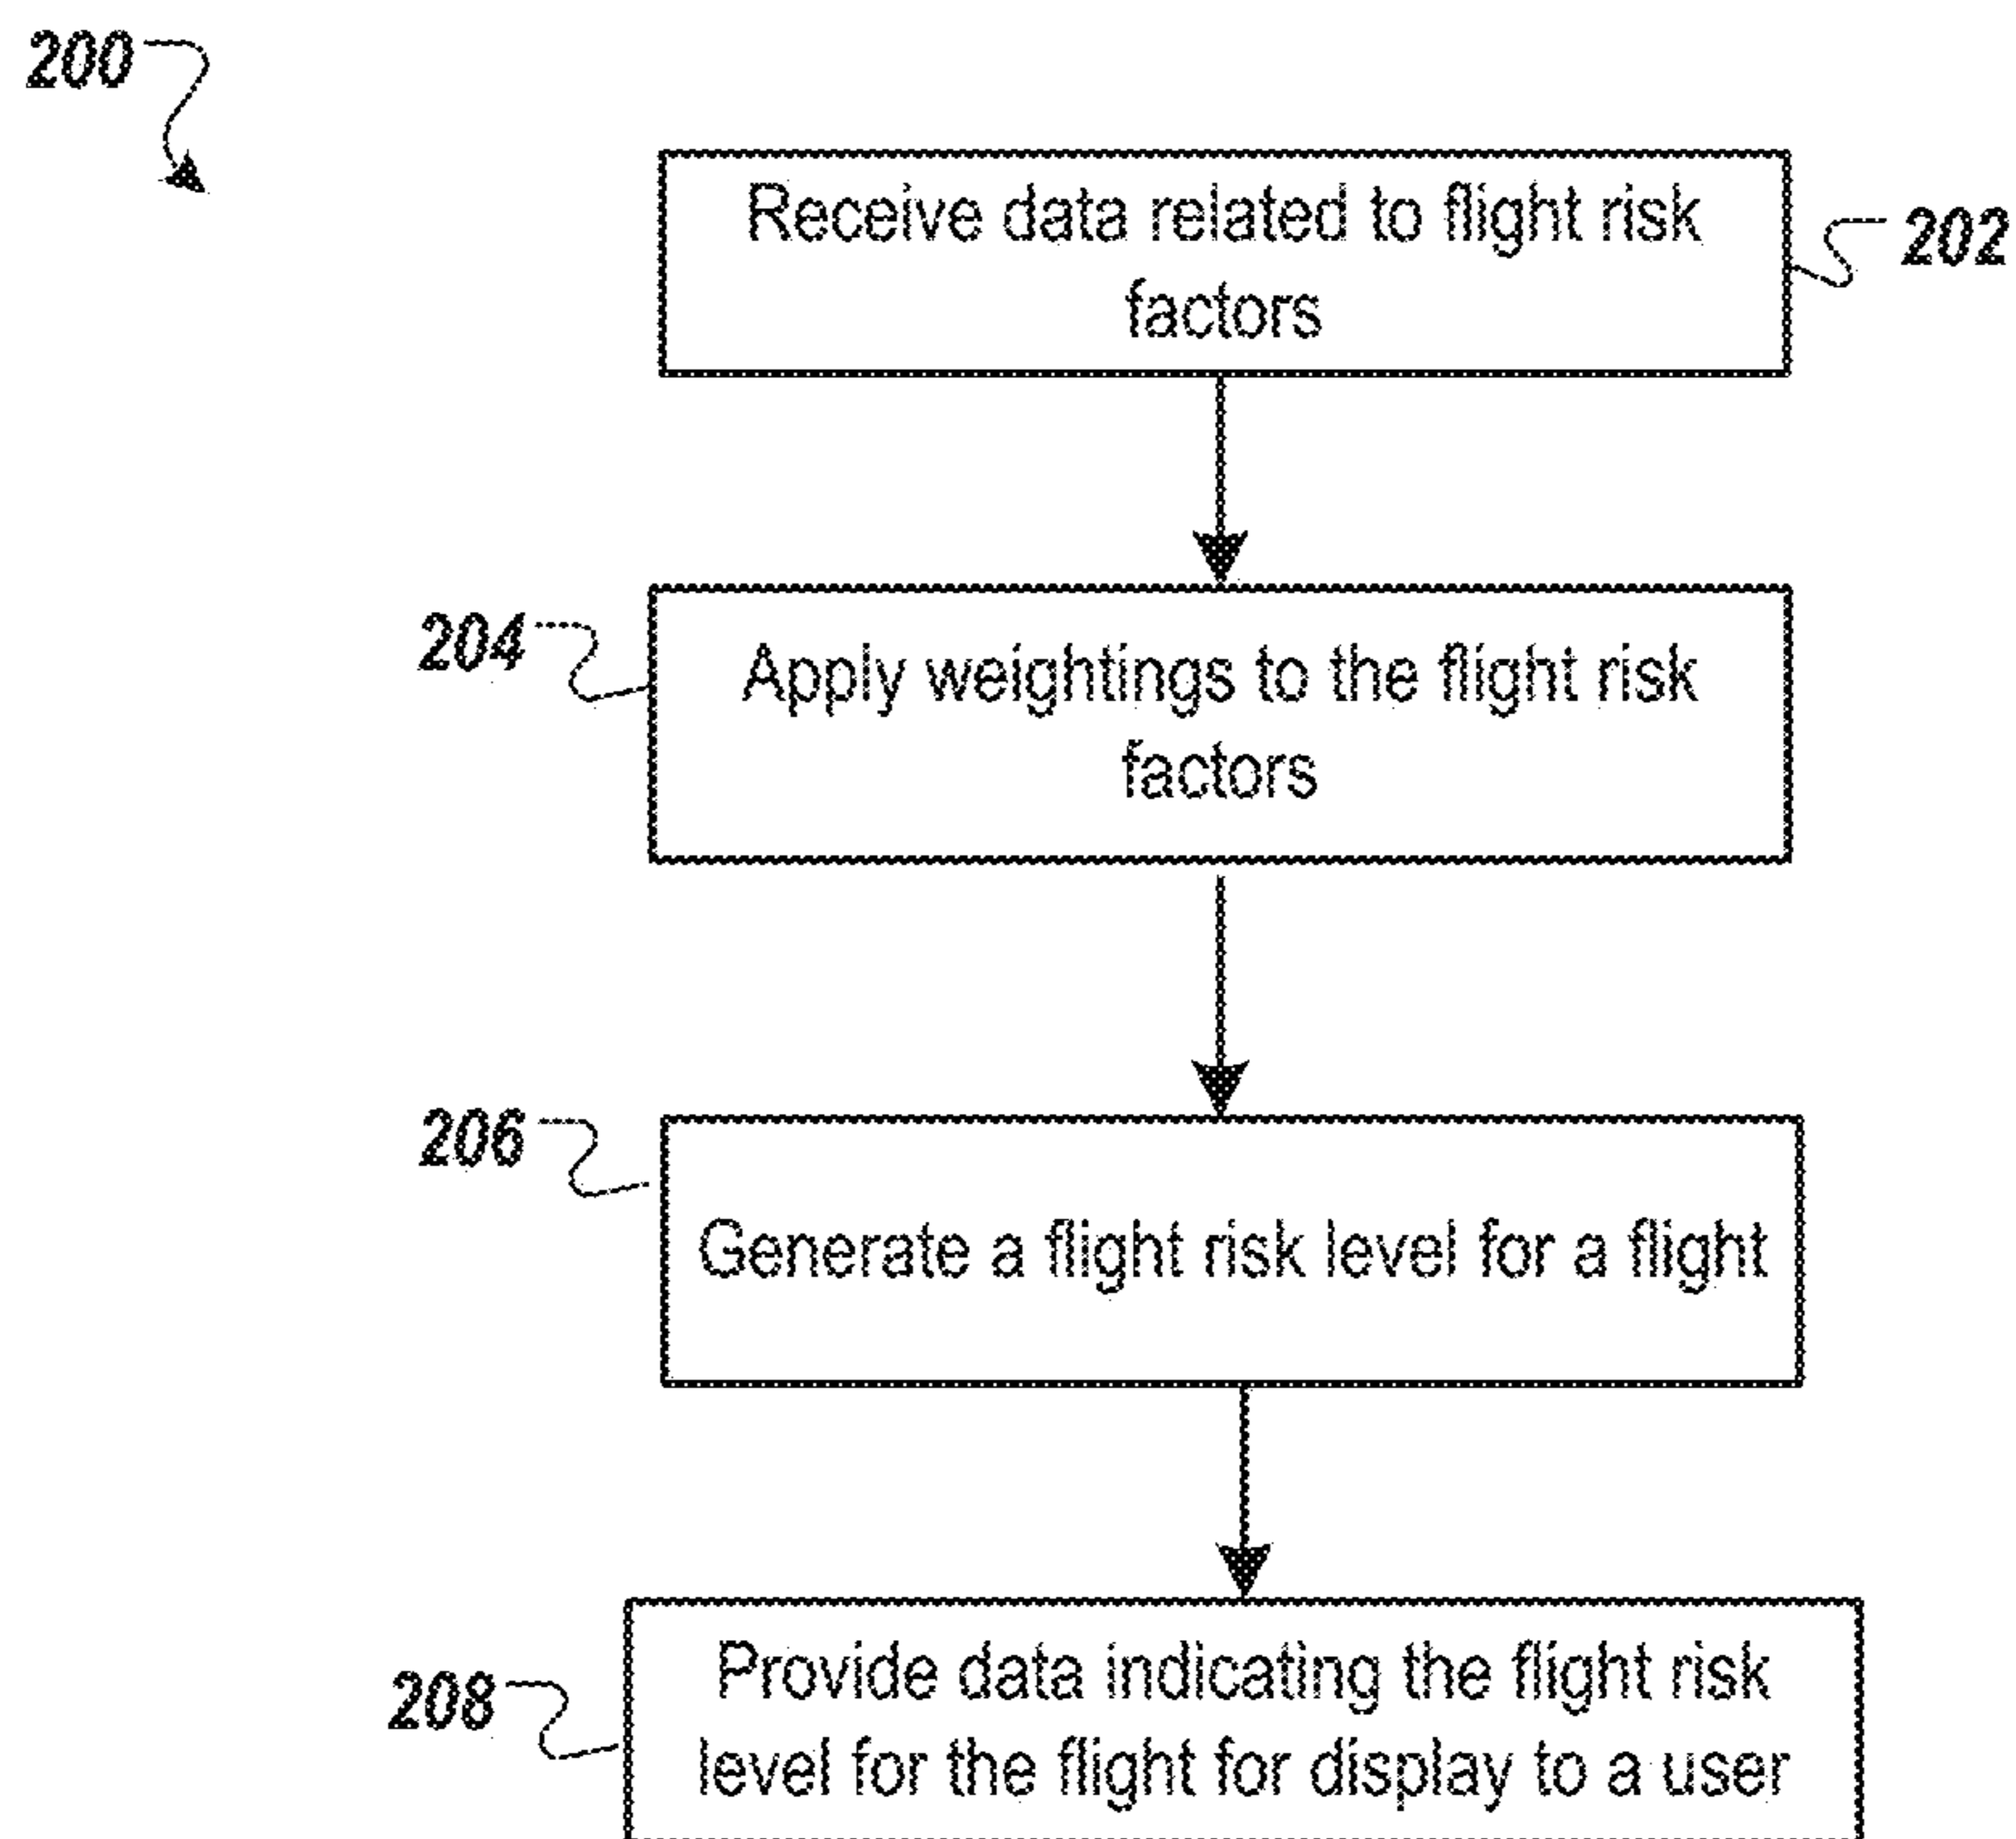 200
Receive data related to flight risk
factors
202
204
Apply weightings to the flight risk
factors
206
Generate a flight risk level for a flight
208
Provide data indicating the flight risk
level for the flight for display to a user